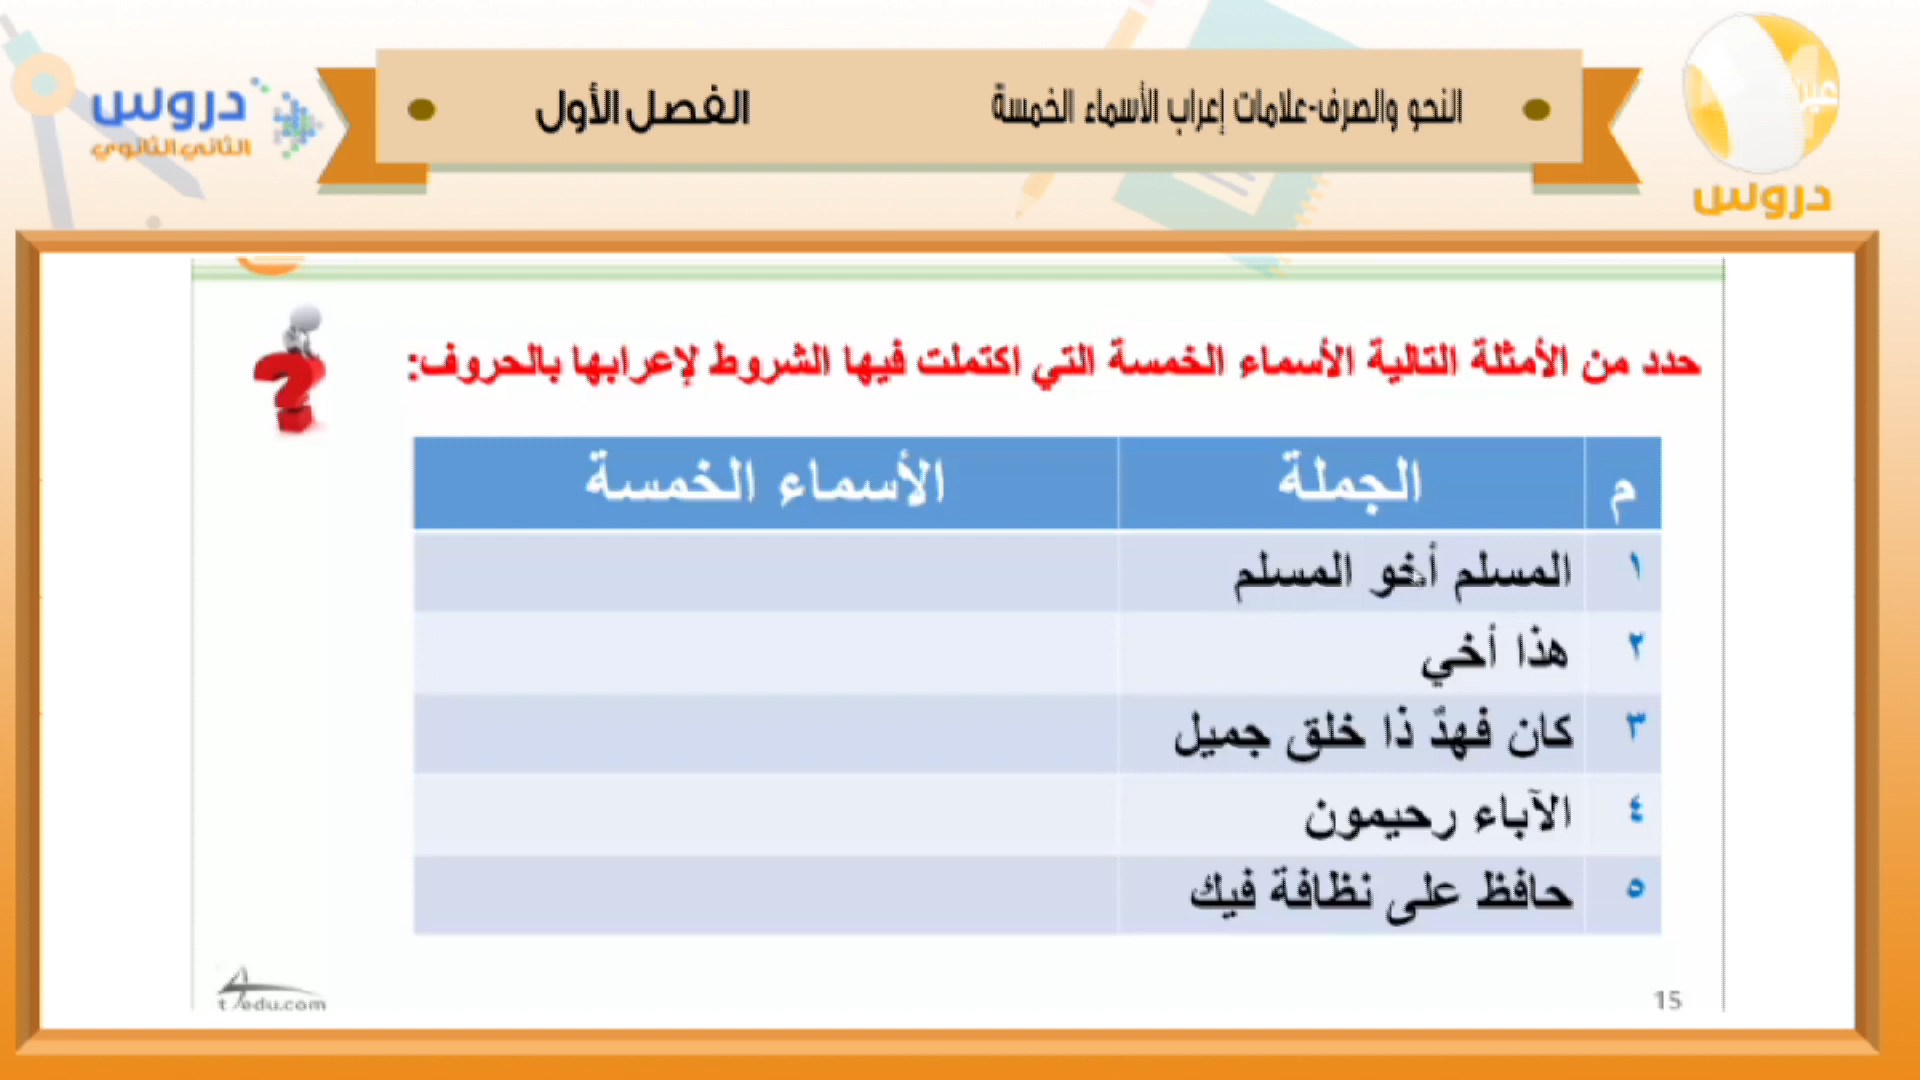 دروس
الثاني الثانوي
النحو والصرف-علامات إعراب الأسماء الخمسة
الفصل الأول
عين
دروس
حدد من الأمثلة التالية الأسماء الخمسة التي اكتملت فيها الشروط لإعرابها بالحروف:
م الجملة الأسماء الخمسة
١ المسلم أخو المسلم
٢ هذا أخي
٣ كان فهدٌ ذا خلق جميل
٤ الآباء رحيمون
٥ حافظ على نظافة فيك
t4edu.com
15